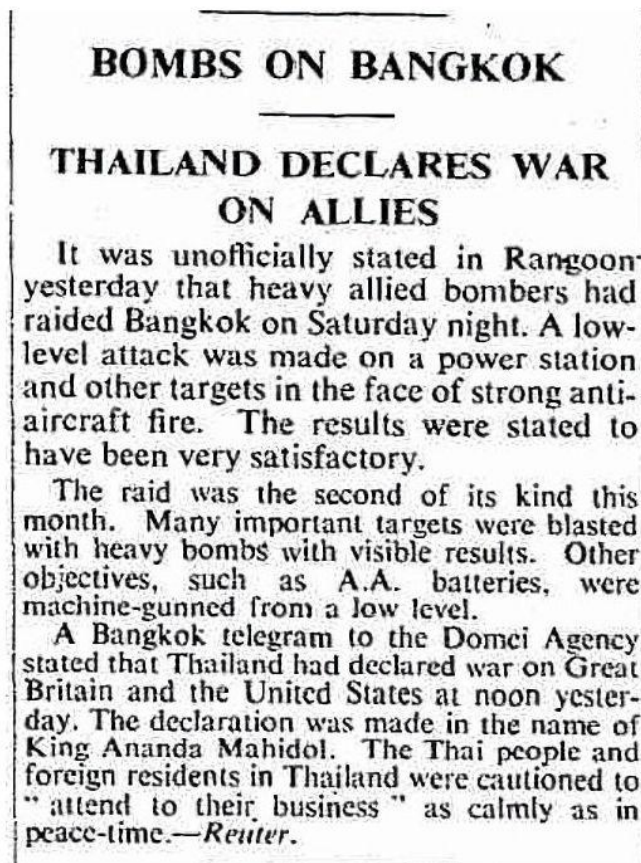 BOMBS ON BANGKOK
THAILAND DECLARES WAR
ON ALLIES
It was unofficially stated in Rangoon
yesterday that heavy allied bombers had
raided Bangkok on Saturday night. A low-
level attack was made on a power station
and other targets in the face of strong anti-
aircraft fire. The results were stated to
have been very satisfactory.
The raid was the second of its kind this
month. Many important targets were blasted
with heavy bombs with visible results. Other
objectives, such as A.A. batteries, were
machine-gunned from a low level.
A Bangkok telegram to the Domei Agency
stated that Thailand had declared war on Great
Britain and the United States at noon yester-
day. The declaration was made in the name of
King Ananda Mahidol. The Thai people and
foreign residents in Thailand were cautioned to
" attend to their business " as calmly as in
peace-time.—Reuter.